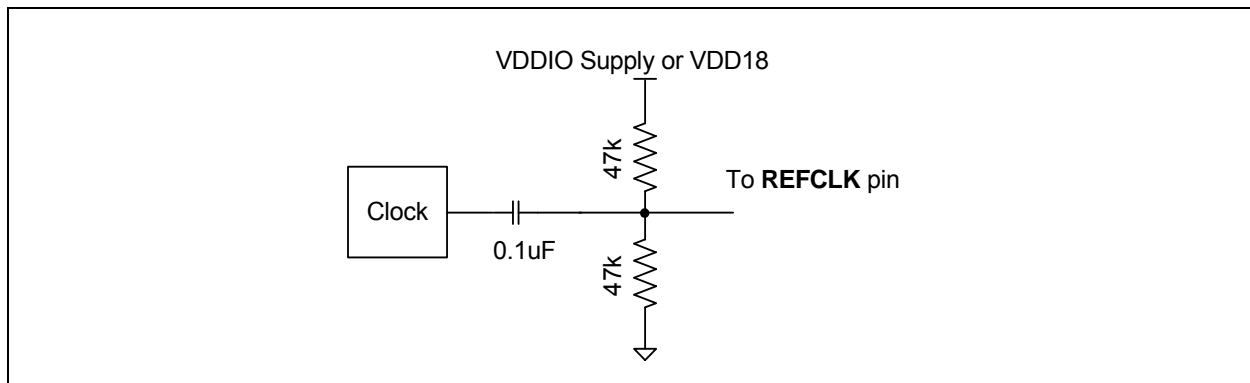 VDDIO Supply or VDD18
47k
To REFCLK pin
Clock
0.1uF
47k